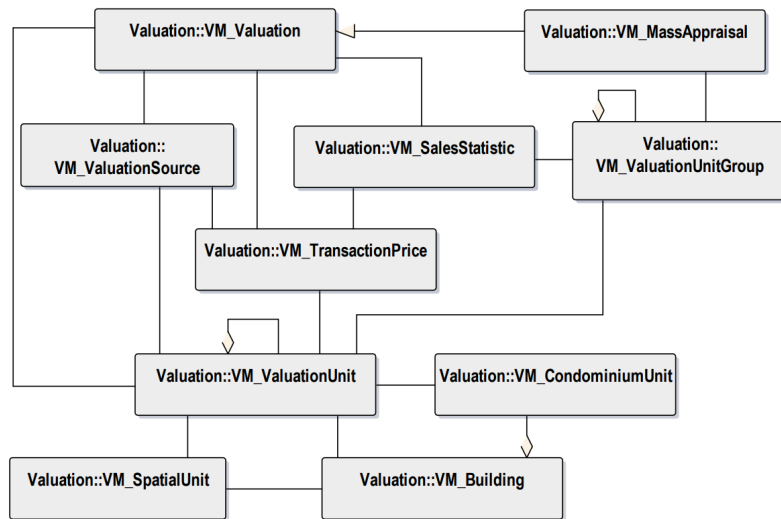 Valuation::VM_Valuation
Valuation::VM_MassAppraisal
Valuation::
VM_ValuationSource
Valuation::VM_SalesStatistic
Valuation::
VM_ValuationUnitGroup
Valuation::VM_TransactionPrice
Valuation::VM_ValuationUnit
Valuation::VM_CondominiumUnit
Valuation::VM_SpatialUnit
Valuation::VM_Building